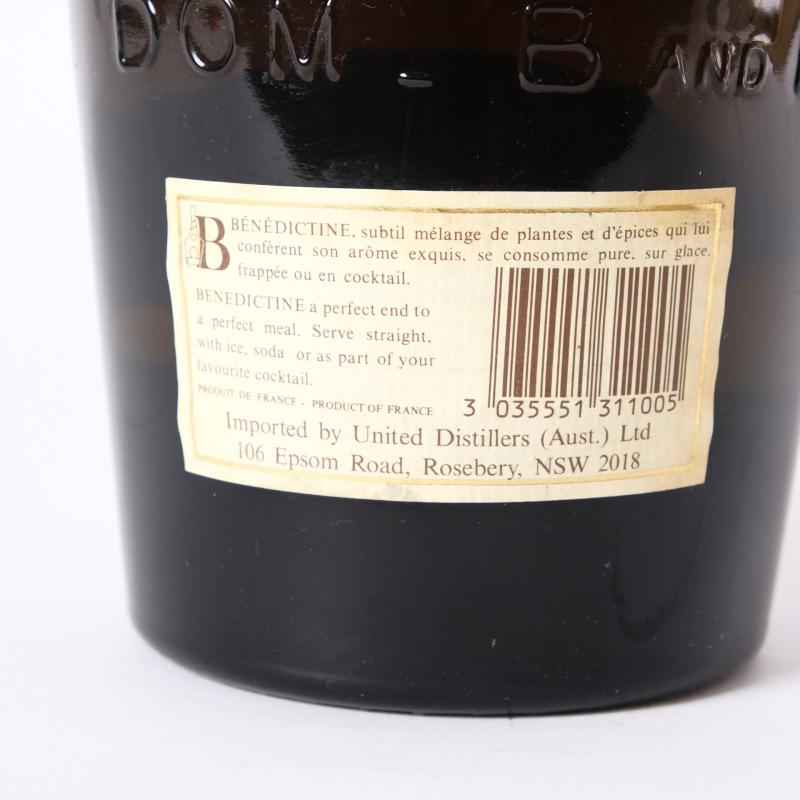 DOM - B AND
B BÉNÉDICTINE, subtil mélange de plantes et d'épices qui lui
confèrent son arôme exquis. se consomme pure. sur glace.
frappée ou en cocktail.
BENEDICTINE a perfect end to
a perfect meal. Serve straight,
with ice, soda or as part of your
favourite cocktail.
PRODUIT DE FRANCE - PRODUCT OF FRANCE
3 035551 311005
Imported by United Distillers (Aust.) Ltd
106 Epsom Road, Rosebery, NSW 2018